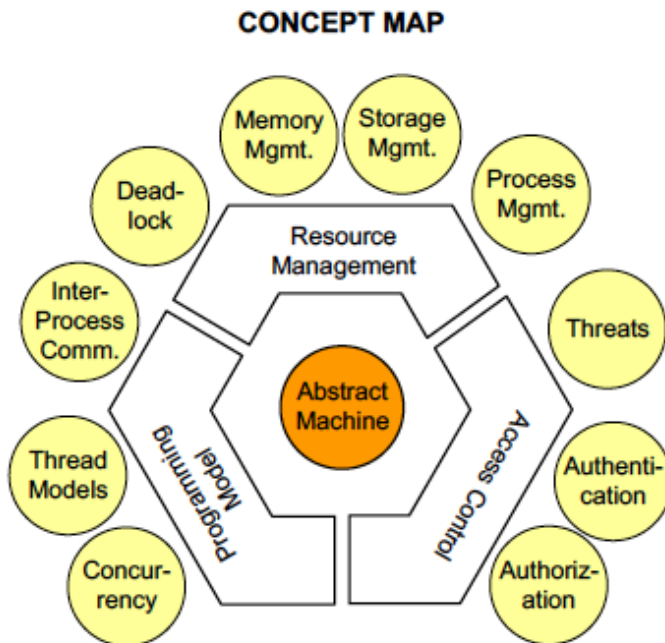 CONCEPT MAP
Memory
Mgmt.
Storage
Mgmt.
Process
Mgmt.
Dead-
lock
Resource
Management
Inter-
Process
Comm.
Threats
Abstract
Machine
Programming
Model
Access Control
Thread
Models
Authenti-
cation
Concur-
rency
Authoriz-
ation